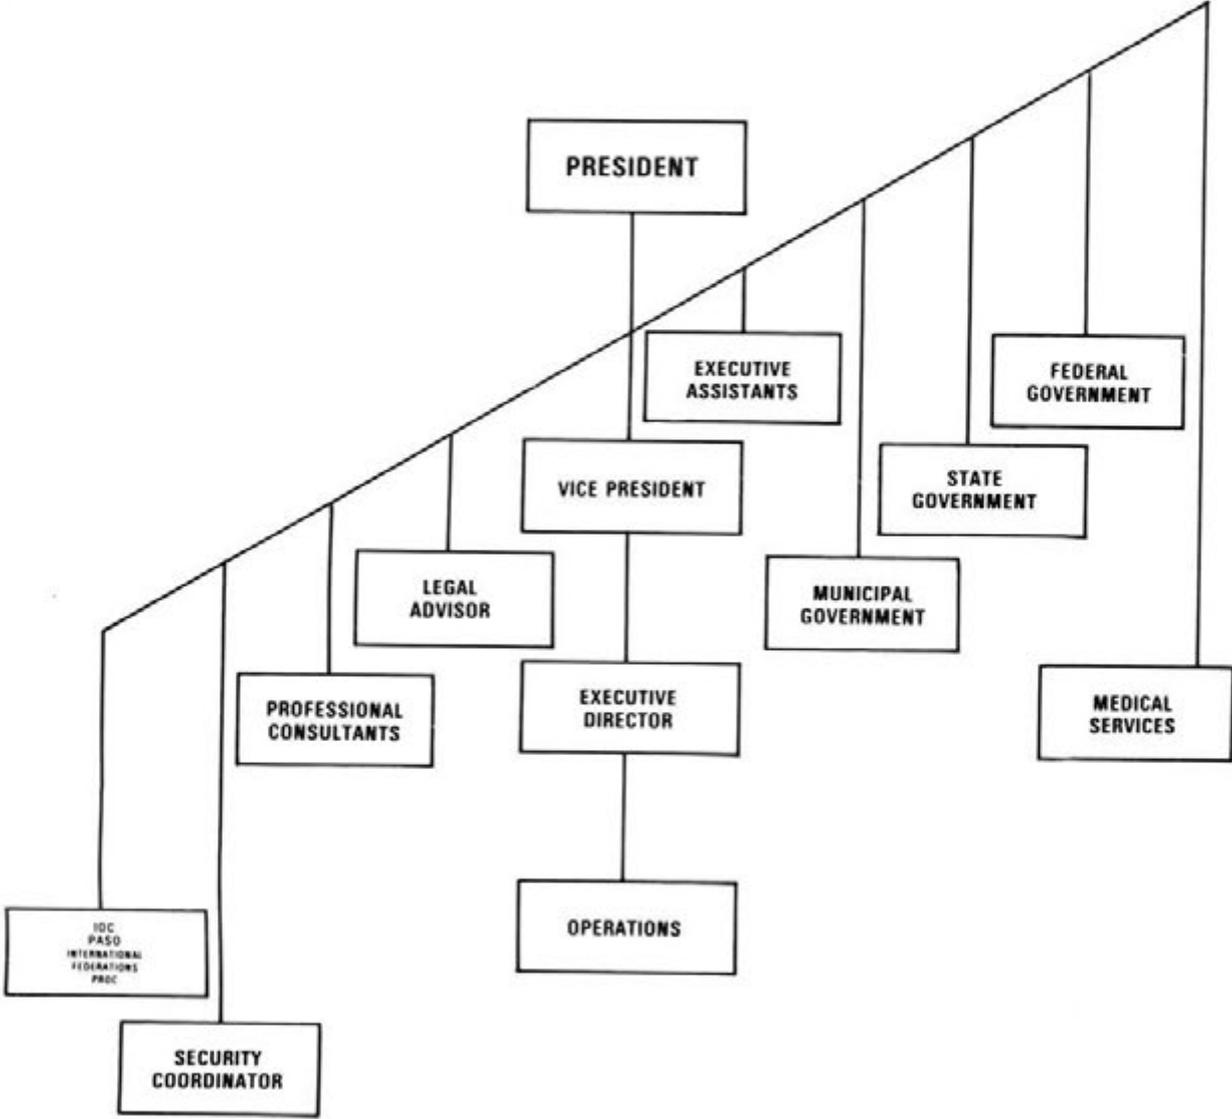 PRESIDENT
EXECUTIVE
ASSISTANTS
FEDERAL
GOVERNMENT
VICE PRESIDENT
STATE
GOVERNMENT
LEGAL
ADVISOR
MUNICIPAL
GOVERNMENT
PROFESSIONAL
CONSULTANTS
EXECUTIVE
DIRECTOR
MEDICAL
SERVICES
IOC
PASO
INTERNATIONAL
FEDERATIONS
PROC
OPERATIONS
SECURITY
COORDINATOR